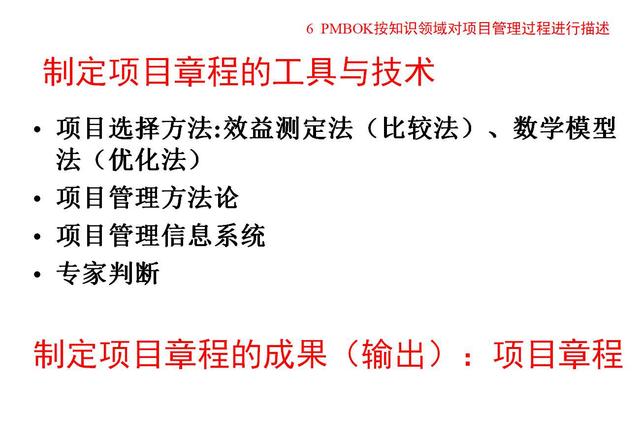 6 PMBOK按知识领域对项目管理过程进行描述
制定项目章程的工具与技术
• 项目选择方法:效益测定法（比较法）、数学模型
法（优化法）
• 项目管理方法论
• 项目管理信息系统
• 专家判断
制定项目章程的成果（输出）：项目章程